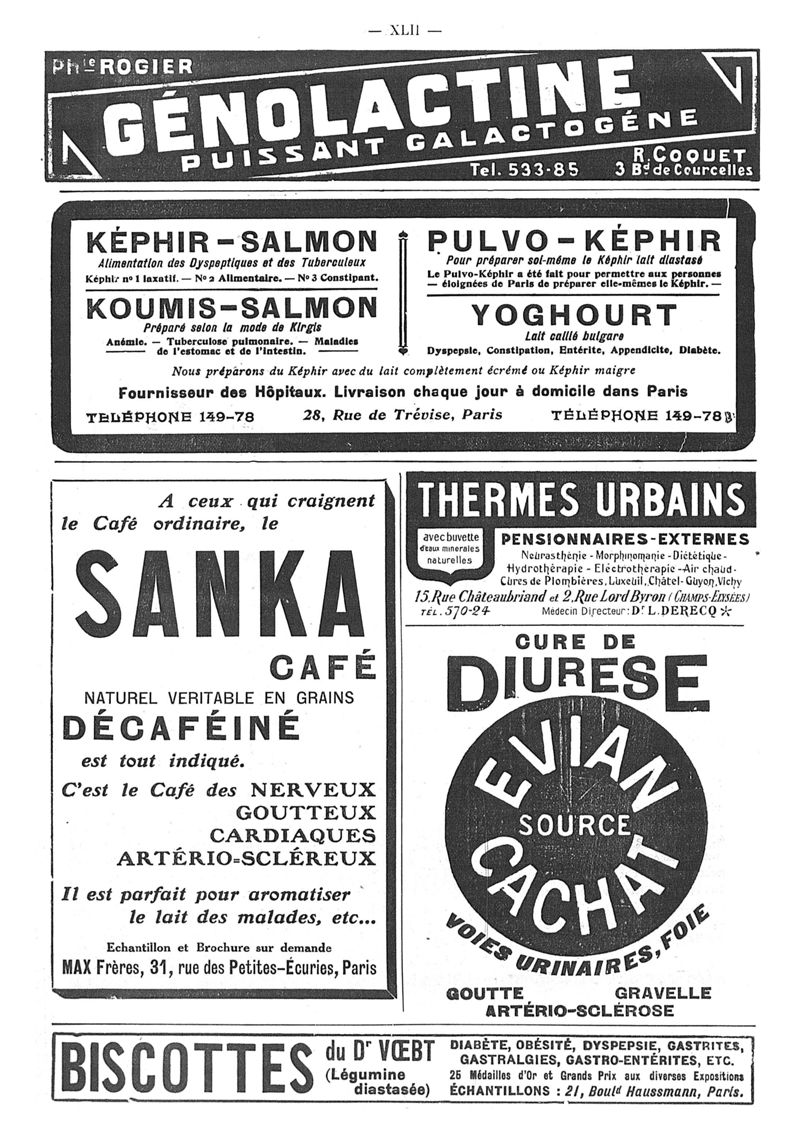 — XLII —
Phie ROGIER
GÉNOLACTINE
PUISSANT GALACTOGÉNE
R. COQUET
Tel. 533-85 3 Bd de Courcelles
KÉPHIR-SALMON
Alimentation des Dyspeptiques et des Tuberculeux
Képhir no 1 laxatif. — No 2 Alimentaire. — No 3 Constipant.
KOUMIS-SALMON
Préparé selon la mode de Kirgis
Anémie. — Tuberculose pulmonaire. — Maladies
de l'estomac et de l'intestin.
PULVO-KÉPHIR
Pour préparer soi-même le Képhir lait diastasé
Le Pulvo-Képhir a été fait pour permettre aux personnes
— éloignées de Paris de préparer elle-mêmes le Képhir. —
YOGHOURT
Lait caillé bulgare
Dyspepsie, Constipation, Entérite, Appendicite, Diabète.
Nous préparons du Képhir avec du lait complètement écrémé ou Képhir maigre
Fournisseur des Hôpitaux. Livraison chaque jour à domicile dans Paris
TELÉPHONE 149-78 28, Rue de Trévise, Paris TÉLÉPHONE 149-78
A ceux qui craignent
le Café ordinaire, le
SANKA
CAFÉ
NATUREL VERITABLE EN GRAINS
DÉCAFÉINÉ
est tout indiqué.
C'est le Café des NERVEUX
GOUTTEUX
CARDIAQUES
ARTÉRIO=SCLÉREUX
Il est parfait pour aromatiser
le lait des malades, etc...
Echantillon et Brochure sur demande
MAX Frères, 31, rue des Petites-Écuries, Paris
THERMES URBAINS
avec buvette
d'eaux minerales
naturelles
PENSIONNAIRES-EXTERNES
Neurasthénie - Morphinomanie - Diététique -
Hydrothérapie - Electrothérapie - Air chaud -
Cures de Plombières, Luxeuil, Châtel-Guyon, Vichy
15, Rue Châteaubriand et 2, Rue Lord Byron (CHAMPS-ELYSÉES)
TÉL. 570-24 Médecin Directeur: Dr L. DERECQ
CURE DE
DIURESE
EVIAN
SOURCE
CACHAT
VOIES URINAIRES, FOIE
GOUTTE GRAVELLE
ARTÉRIO-SCLÉROSE
BISCOTTES
du Dr VŒBT
(Légumine
diastasée)
DIABÈTE, OBÉSITÉ, DYSPEPSIE, GASTRITES,
GASTRALGIES, GASTRO-ENTÉRITES, ETC.
25 Médailles d'Or et Grands Prix aux diverses Expositions
ÉCHANTILLONS : 21, Bould Haussmann, Paris.